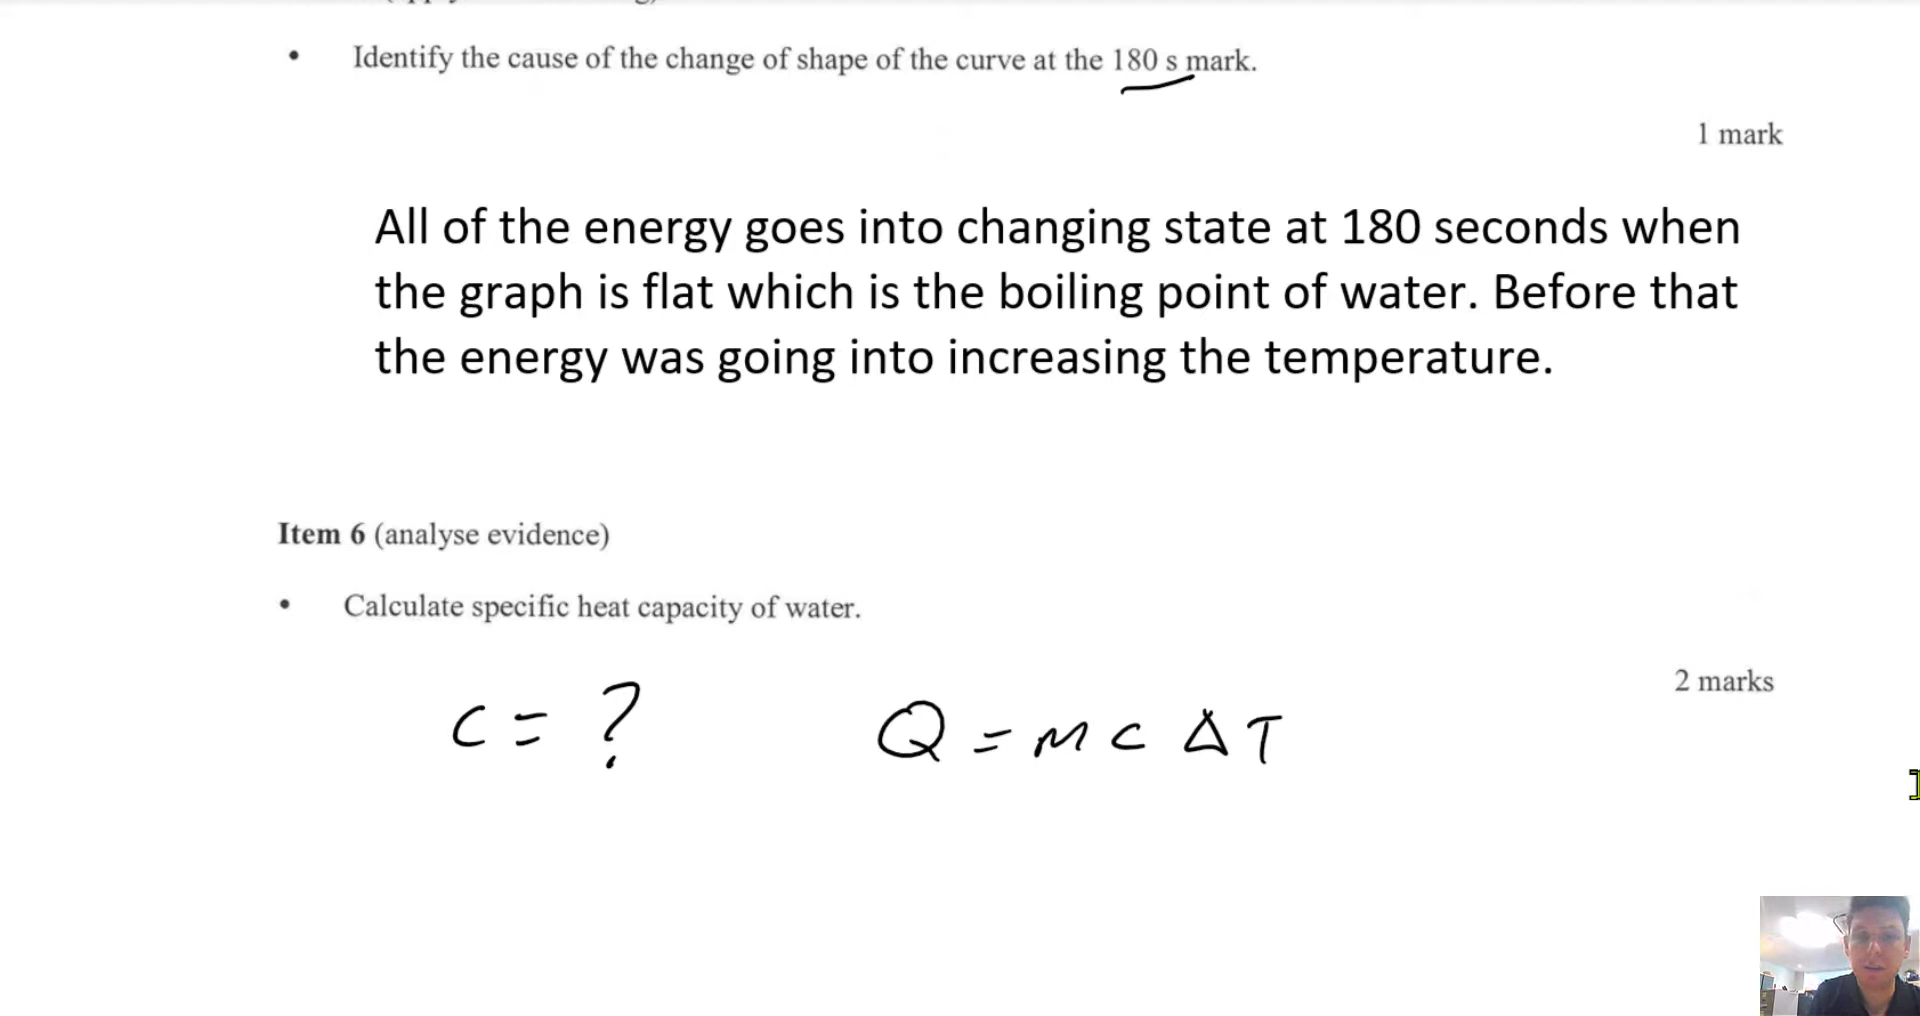 • Identify the cause of the change of shape of the curve at the 180 s mark.
1 mark
All of the energy goes into changing state at 180 seconds when
the graph is flat which is the boiling point of water. Before that
the energy was going into increasing the temperature.
Item 6 (analyse evidence)
• Calculate specific heat capacity of water.
2 marks
c = ? Q = m c Δ T